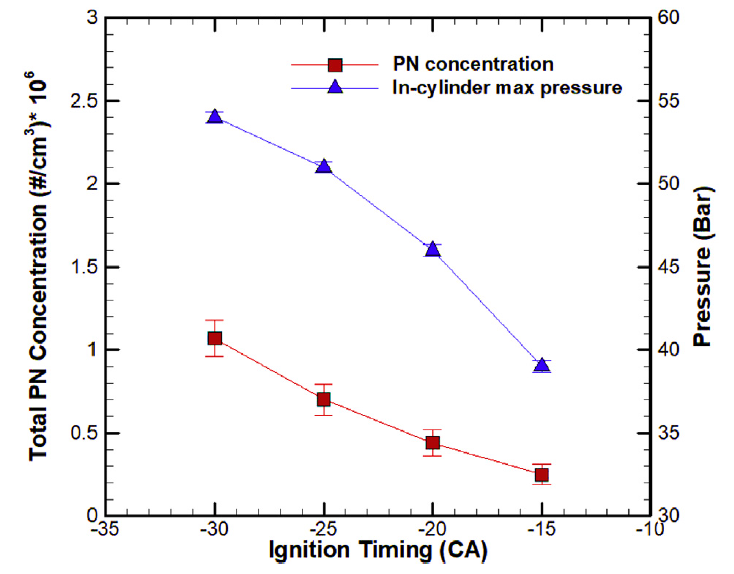 3
2.5
2
1.5
1
0.5
0
Total PN Concentration (#/cm³)* 10⁶
PN concentration
In-cylinder max pressure
60
55
50
45
40
35
30
Pressure (Bar)
-35 -30 -25 -20 -15 -10
Ignition Timing (CA)